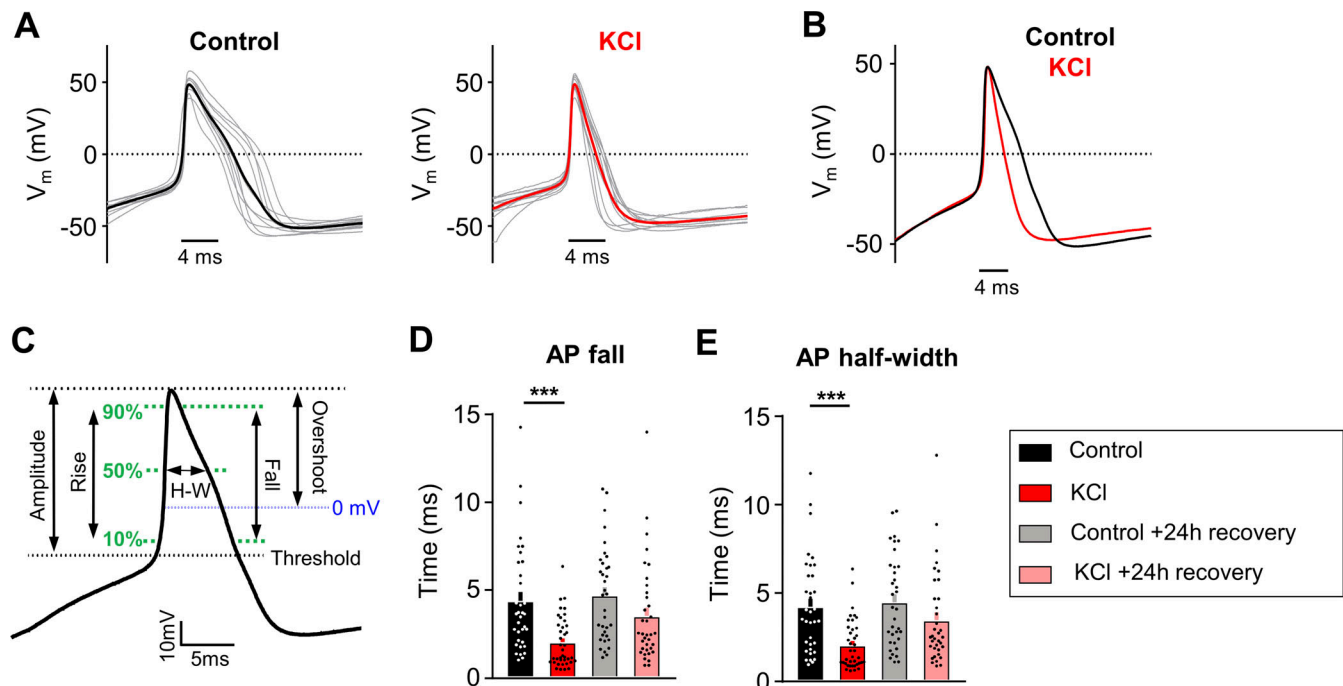 A
Control
KCl
B
Control
KCl
50
0
-50
Vm (mV)
4 ms
50
0
-50
Vm (mV)
4 ms
50
0
-50
Vm (mV)
4 ms
C
Amplitude
Rise
90%
50%
10%
H-W
Fall
Overshoot
0 mV
Threshold
10mV
5ms
D
AP fall
***
15
10
5
0
Time (ms)
E
AP half-width
***
15
10
5
0
Time (ms)
Control
KCl
Control +24h recovery
KCl +24h recovery